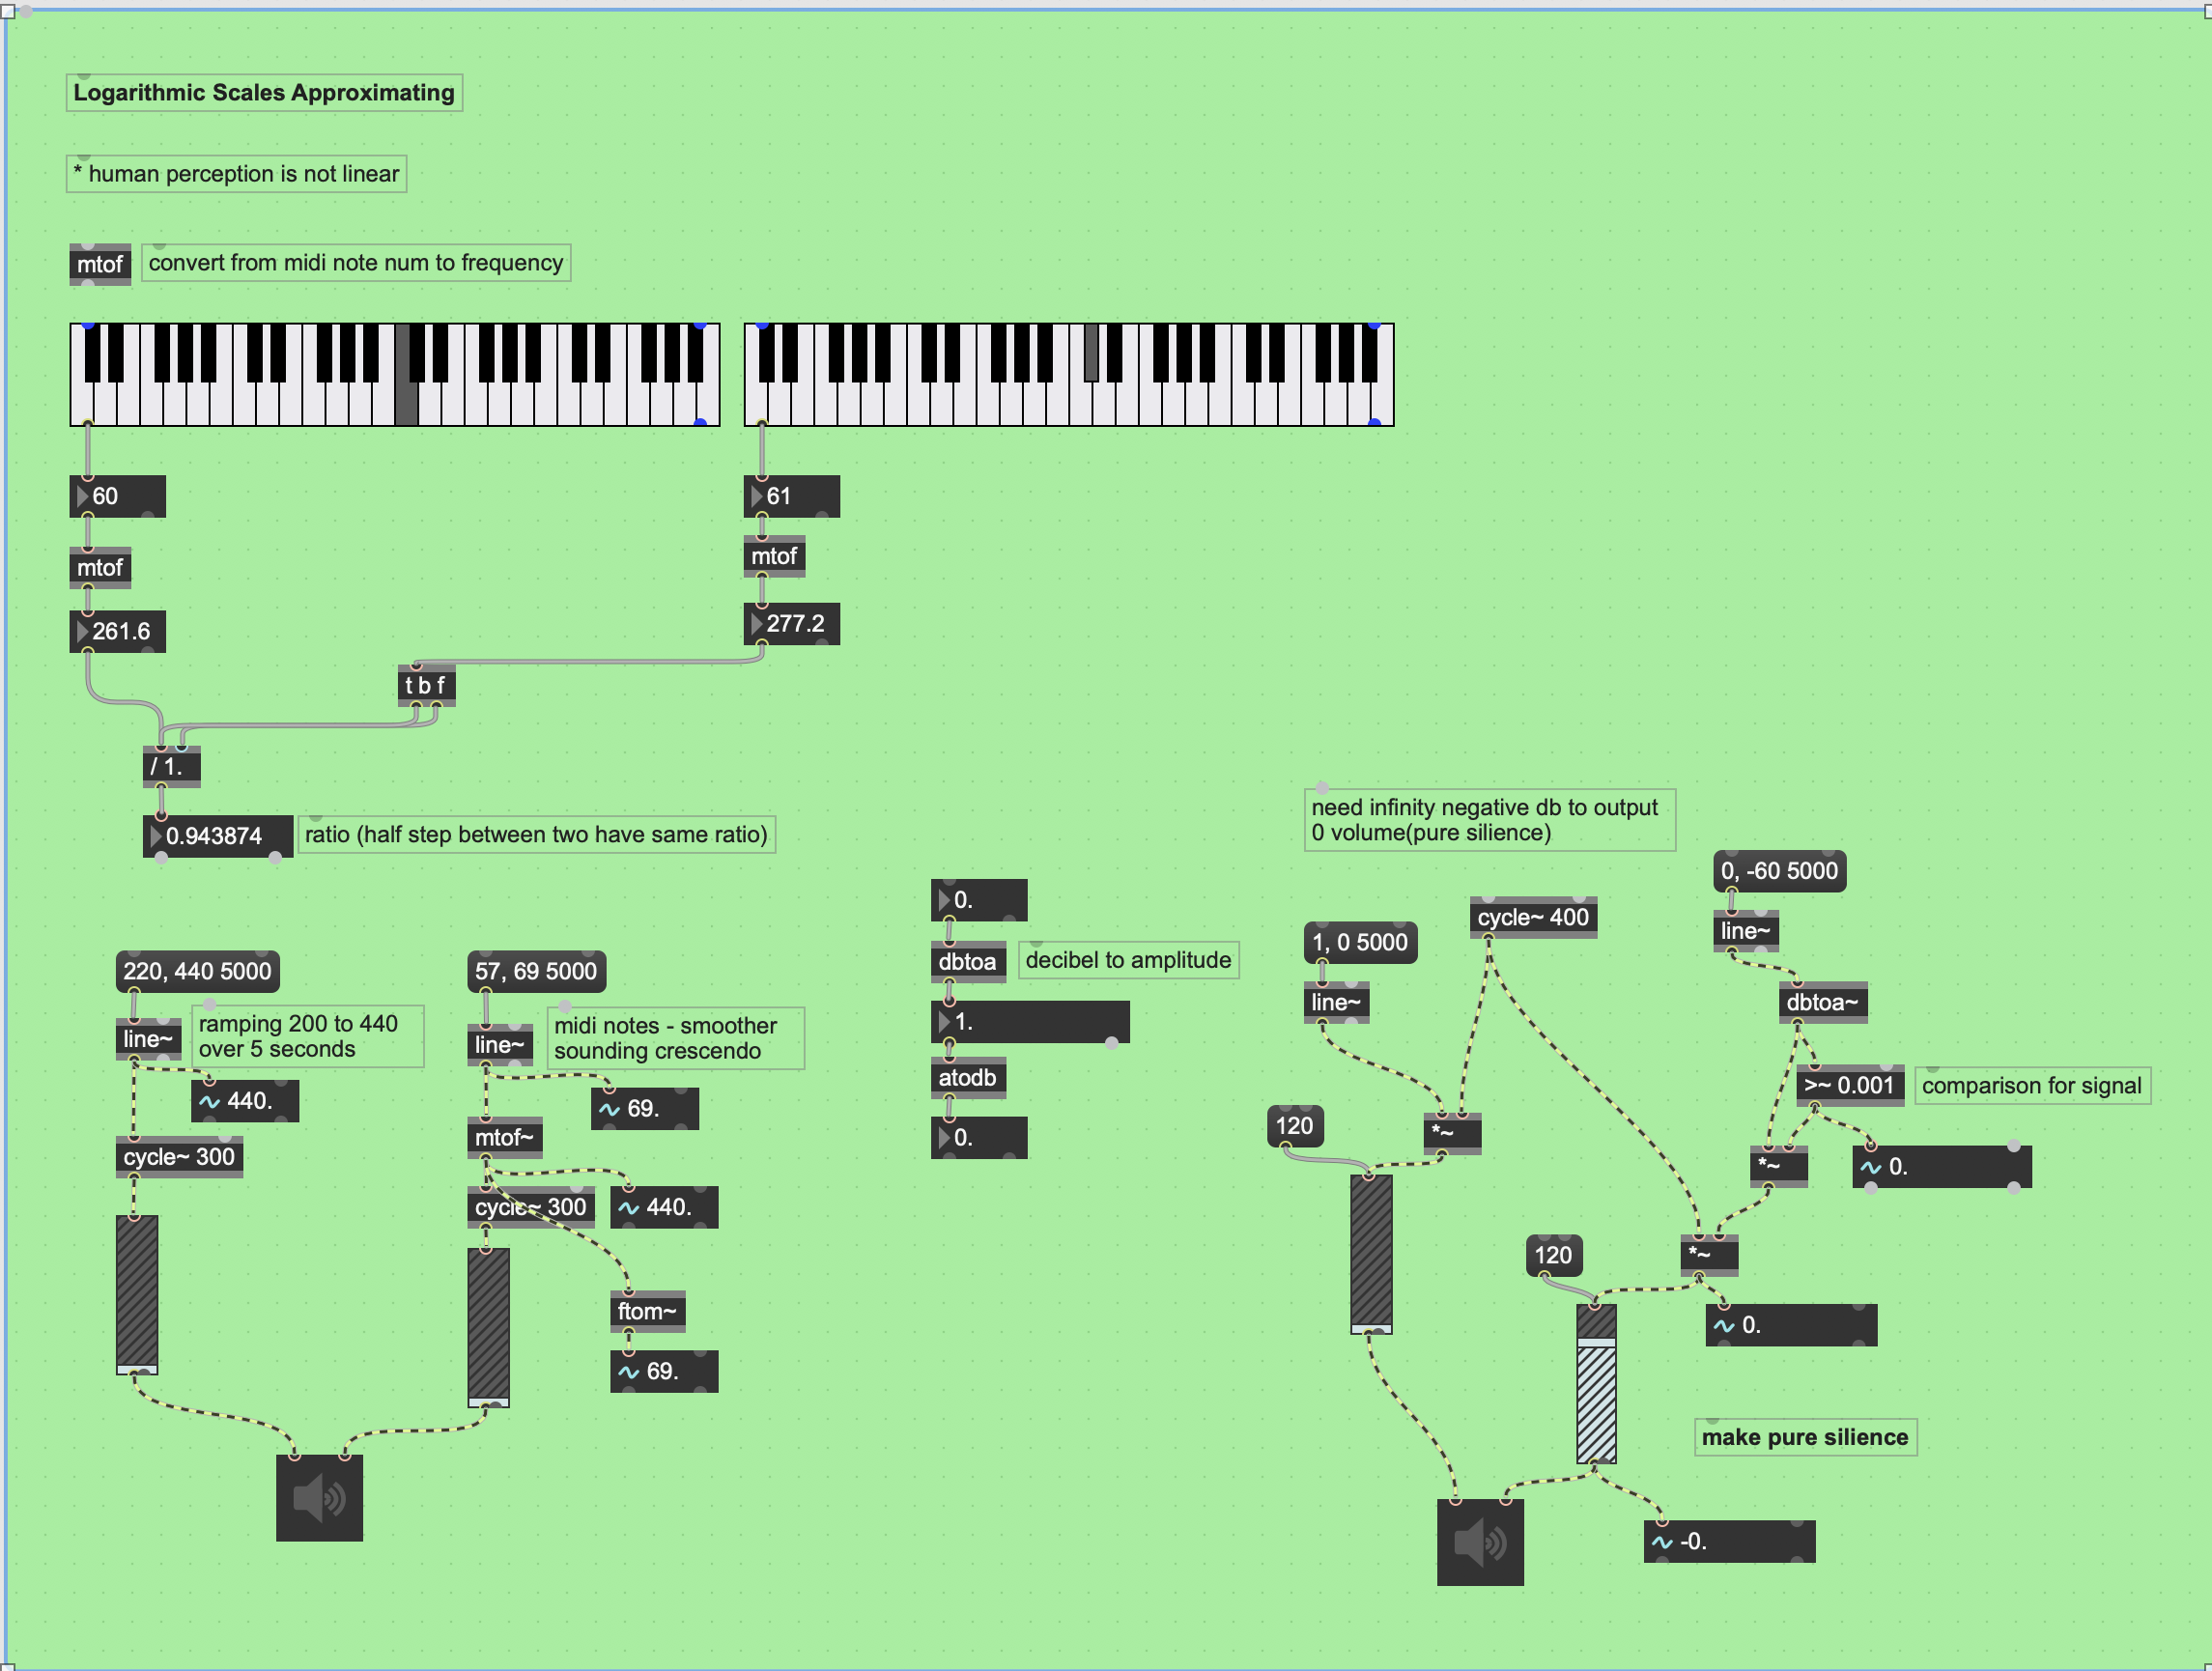 Logarithmic Scales Approximating
* human perception is not linear
mtof
convert from midi note num to frequency
60
61
mtof
mtof
261.6
277.2
t b f
/ 1.
0.943874
ratio (half step between two have same ratio)
220, 440 5000
line~
ramping 200 to 440
over 5 seconds
440.
cycle~ 300
57, 69 5000
line~
midi notes - smoother
sounding crescendo
69.
mtof~
cycle~ 300
440.
ftom~
69.
0.
dbtoa
decibel to amplitude
1.
atodb
0.
need infinity negative db to output
0 volume(pure silience)
1, 0 5000
line~
cycle~ 400
0, -60 5000
line~
dbtoa~
>~ 0.001
comparison for signal
120
*~
*~
0.
120
*~
0.
make pure silience
-0.